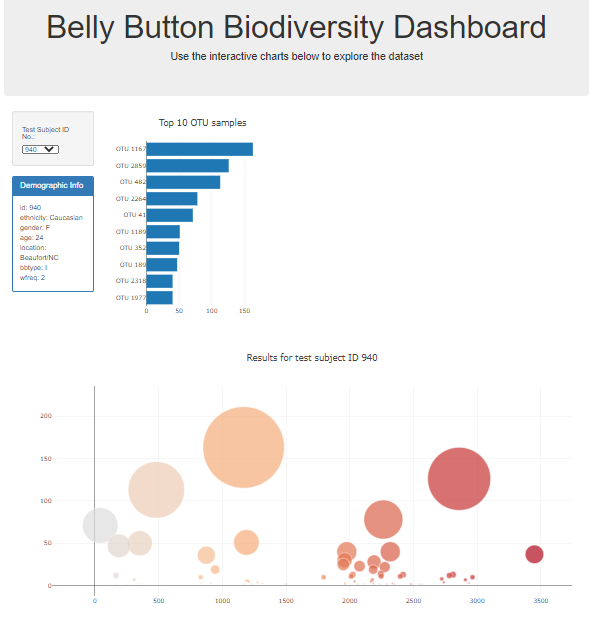 Belly Button Biodiversity Dashboard
Use the interactive charts below to explore the dataset
Test Subject ID
No.:
940
Demographic Info
id: 940
ethnicity: Caucasian
gender: F
age: 24
location:
Beaufort/NC
bbtype: I
wfreq: 2
Top 10 OTU samples
OTU 1167
OTU 2859
OTU 482
OTU 2264
OTU 41
OTU 1189
OTU 352
OTU 189
OTU 2318
OTU 1977
0 50 100 150
Results for test subject ID 940
200
150
100
50
0
0 500 1000 1500 2000 2500 3000 3500